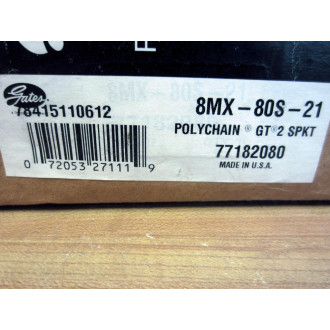 Gates
78415110612
8MX-80S-21
POLYCHAIN ® GT®2 SPKT
77182080
MADE IN U.S.A.
0 72053 27111 9